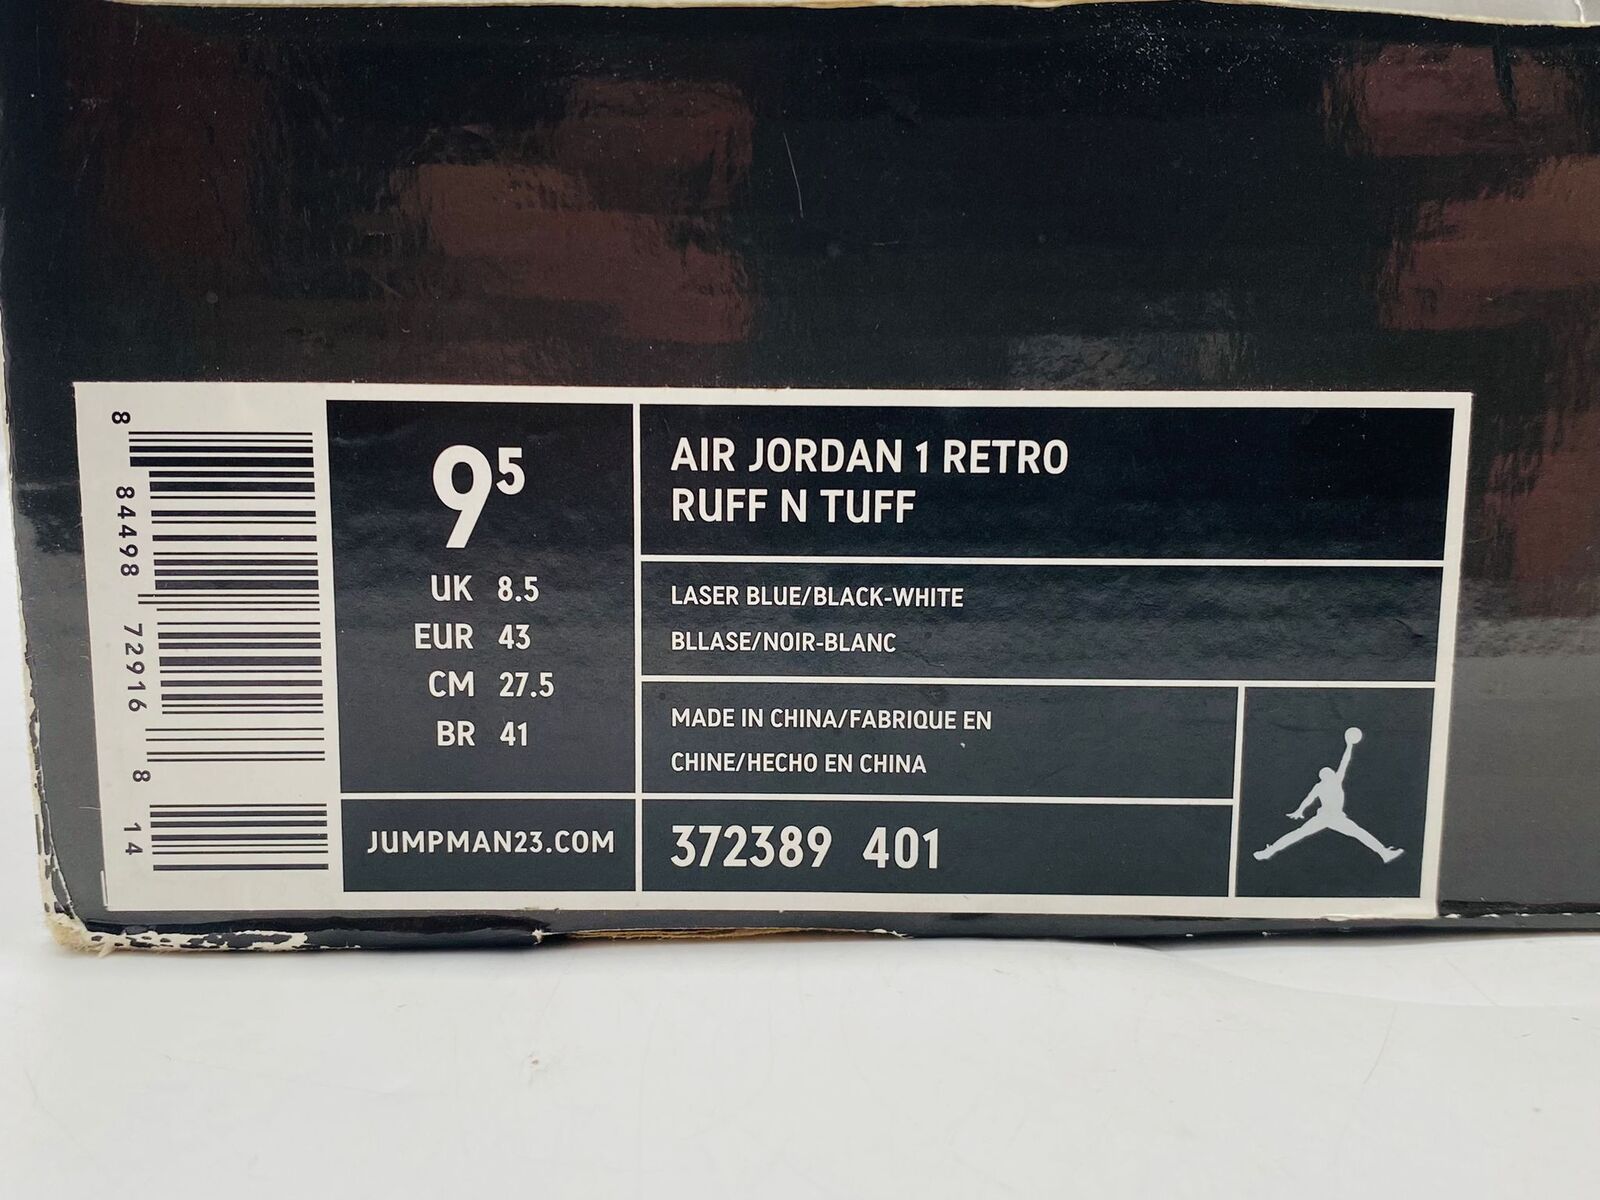 8 84498 72916 8 14
9⁵
UK 8.5
EUR 43
CM 27.5
BR 41
JUMPMAN23.COM
AIR JORDAN 1 RETRO
RUFF N TUFF
LASER BLUE/BLACK-WHITE
BLLASE/NOIR-BLANC
MADE IN CHINA/FABRIQUE EN
CHINE/HECHO EN CHINA
372389 401